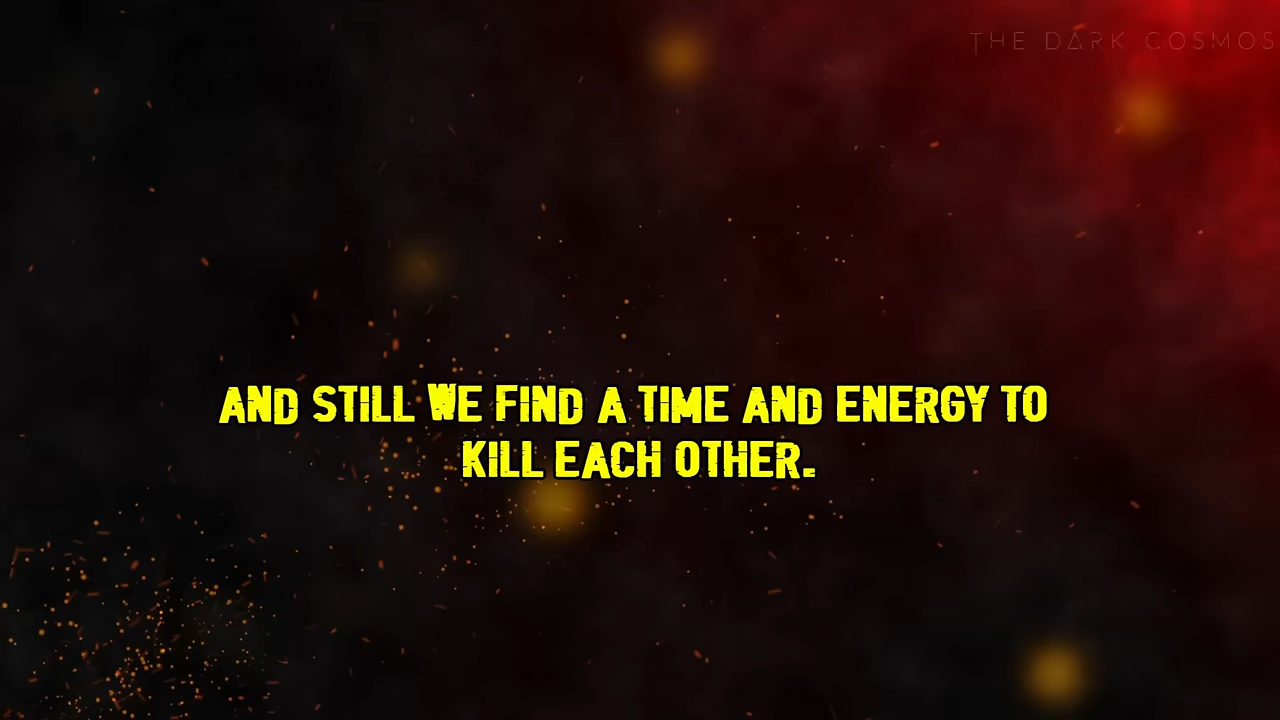 THE DARK COSMOS
AND STILL WE FIND A TIME AND ENERGY TO
KILL EACH OTHER.